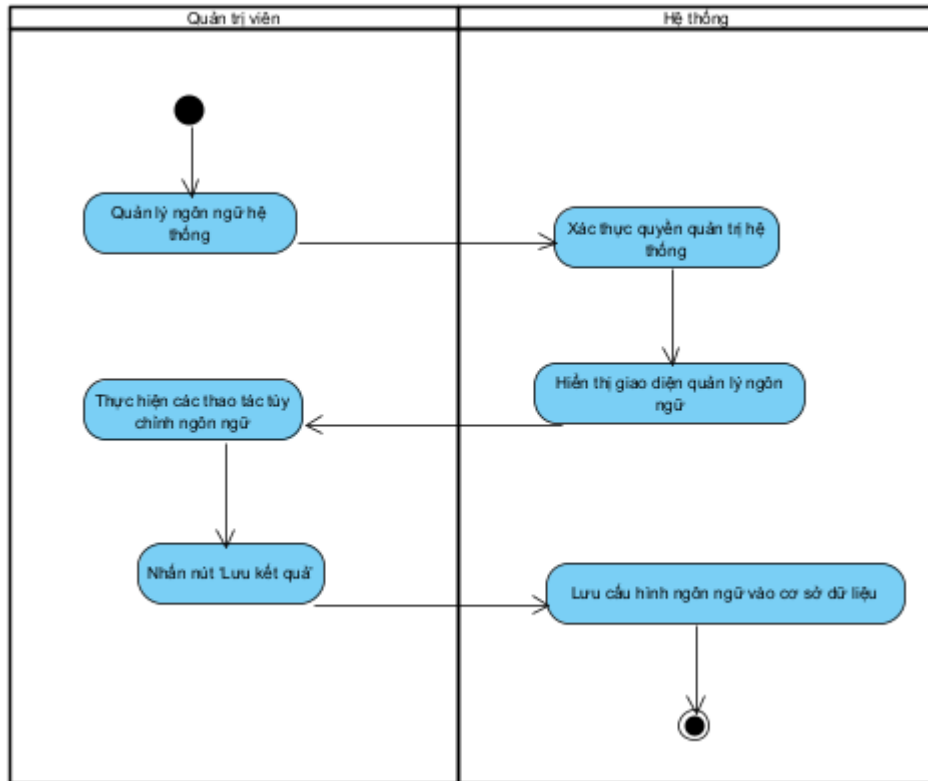 Quản trị viên
Hệ thống
Quản lý ngôn ngữ hệ
thống
Xác thực quyền quản trị hệ
thống
Hiển thị giao diện quản lý ngôn
ngữ
Thực hiện các thao tác tùy
chỉnh ngôn ngữ
Nhấn nút 'Lưu kết quả'
Lưu cấu hình ngôn ngữ vào cơ sở dữ liệu